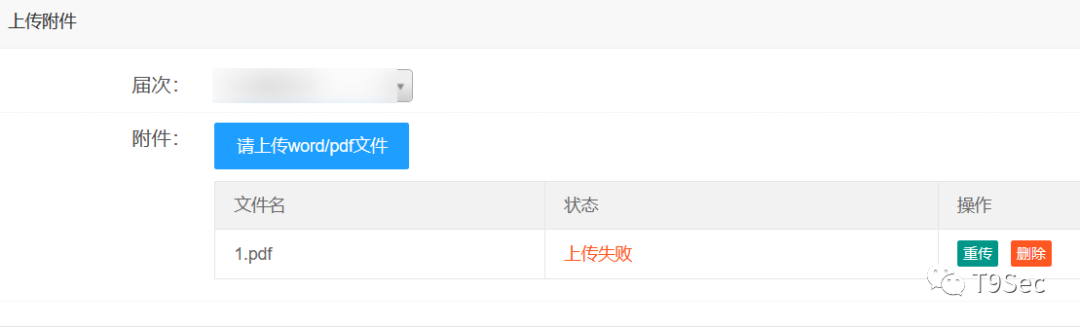 上传附件
届次：
附件：
请上传word/pdf文件
文件名 状态 操作
1.pdf 上传失败 重传 删除
T9Sec